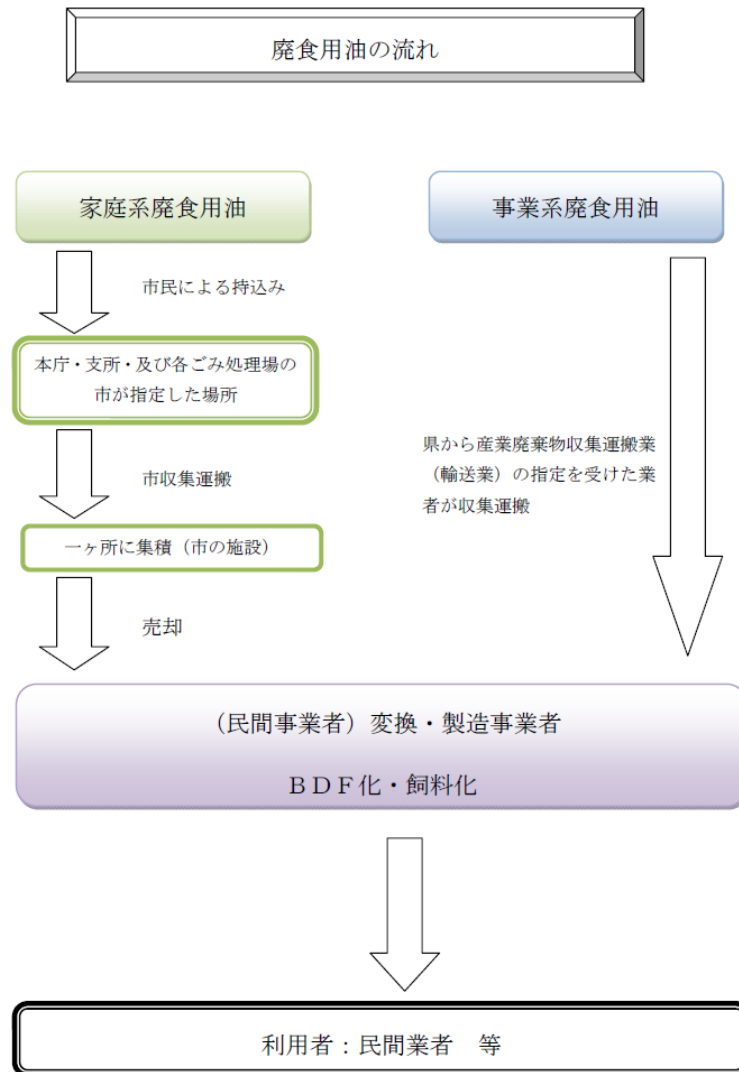 廃食用油の流れ
家庭系廃食用油
事業系廃食用油
市民による持込み
本庁・支所・及び各ごみ処理場の
市が指定した場所
市収集運搬
県から産業廃棄物収集運搬業
（輸送業）の指定を受けた業
者が収集運搬
一ヶ所に集積（市の施設）
売却
（民間事業者）変換・製造事業者
ＢＤＦ化・飼料化
利用者：民間業者　等